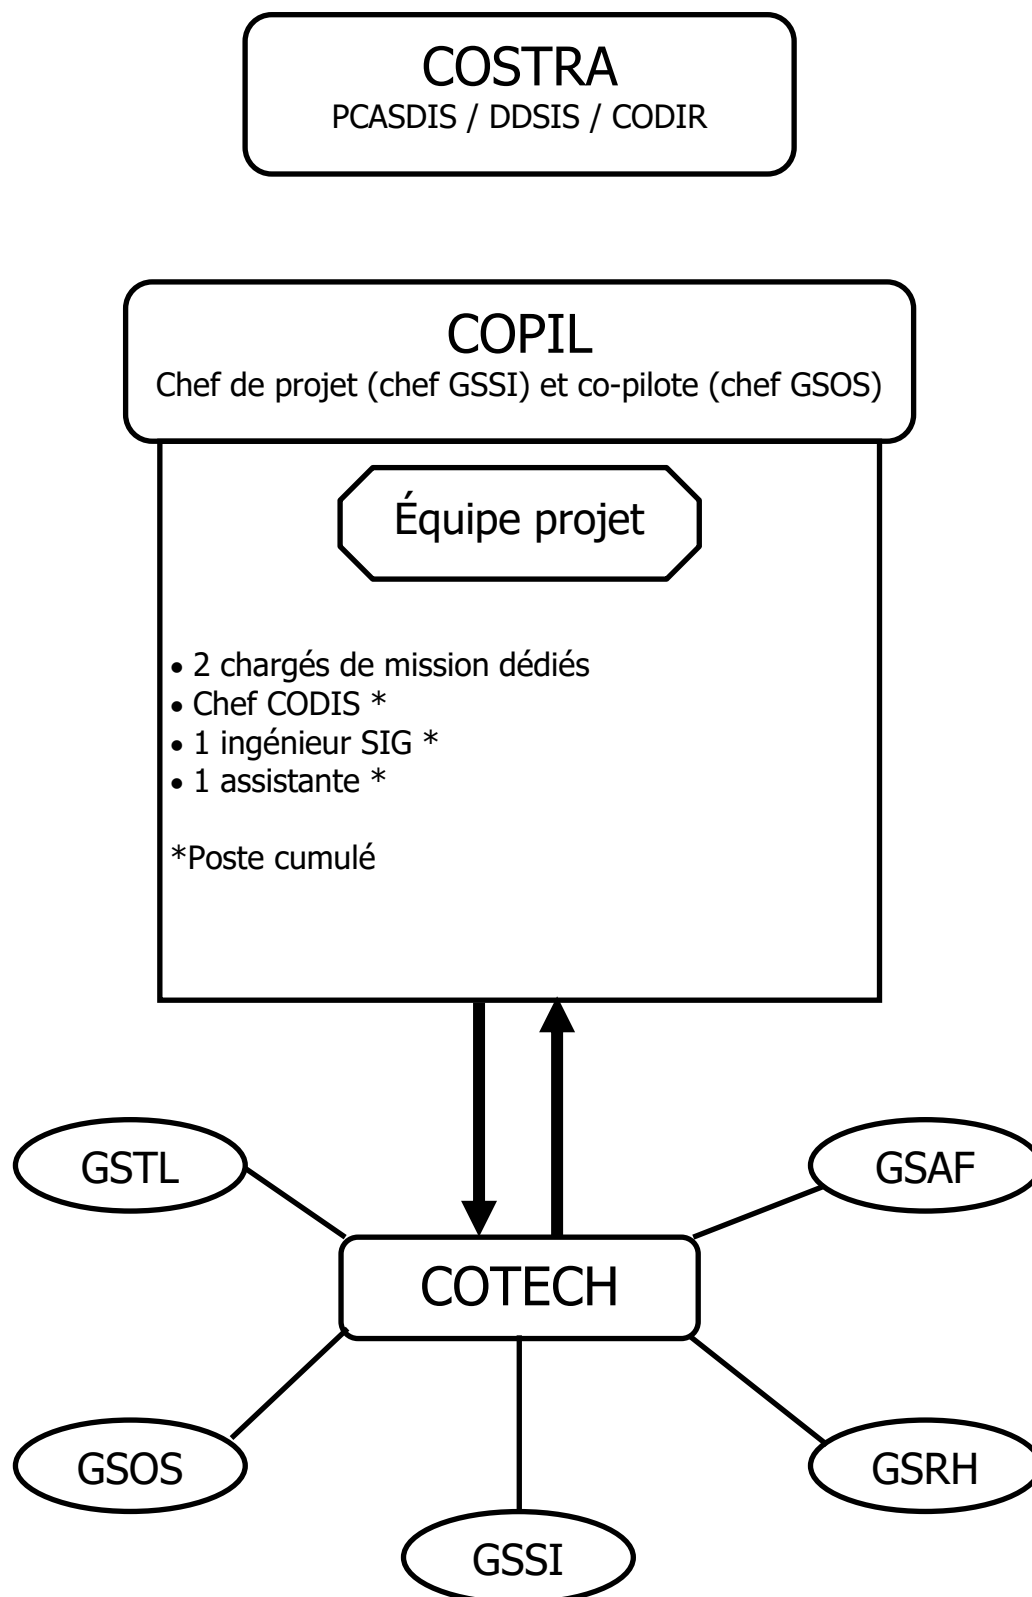 COSTRA
PCASDIS / DDSIS / CODIR
COPIL
Chef de projet (chef GSSI) et co-pilote (chef GSOS)
Équipe projet
• 2 chargés de mission dédiés
• Chef CODIS *
• 1 ingénieur SIG *
• 1 assistante *
*Poste cumulé
GSTL
GSAF
COTECH
GSOS
GSRH
GSSI